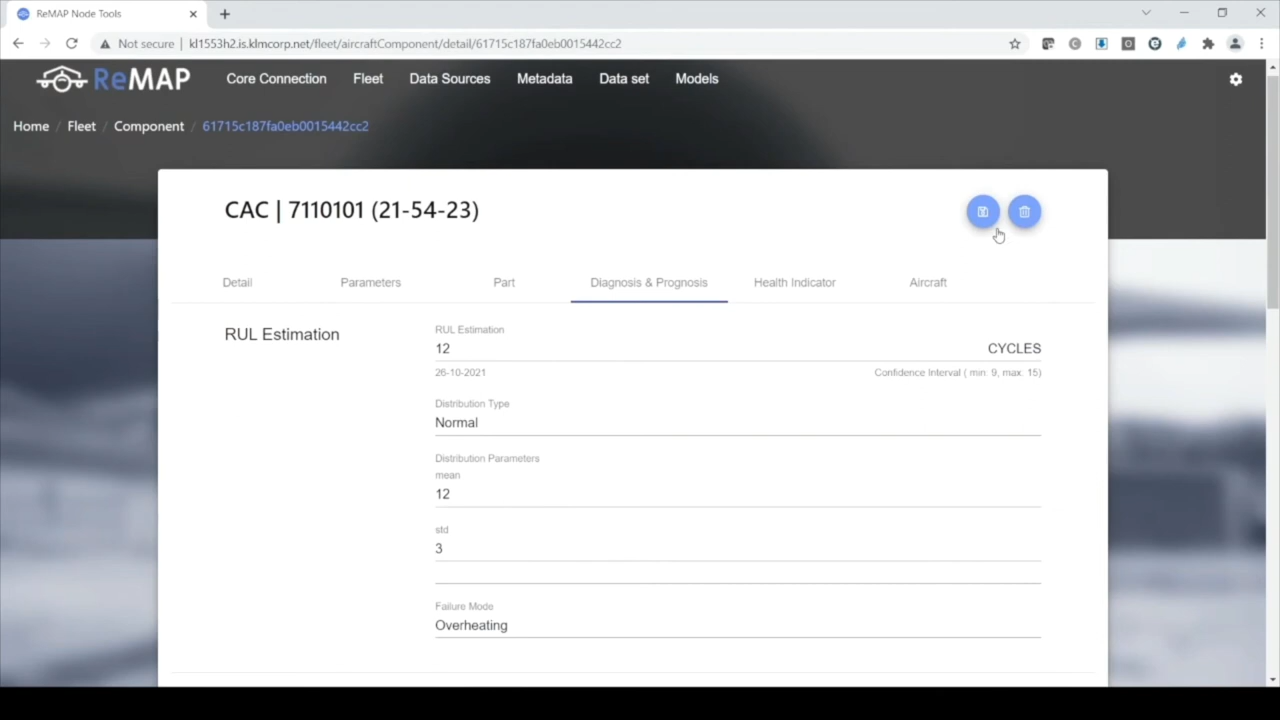 ReMAP Node Tools
Not secure | kl1553h2.is.klmcorp.net/fleet/aircraftComponent/detail/61715c187fa0eb0015442cc2
ReMAP Core Connection Fleet Data Sources Metadata Data set Models
Home / Fleet / Component / 61715c187fa0eb0015442cc2
CAC | 7110101 (21-54-23)
Detail Parameters Part Diagnosis & Prognosis Health Indicator Aircraft
RUL Estimation
RUL Estimation
12 CYCLES
26-10-2021 Confidence Interval ( min. 9, max. 15)
Distribution Type
Normal
Distribution Parameters
mean
12
std
3
Failure Mode
Overheating